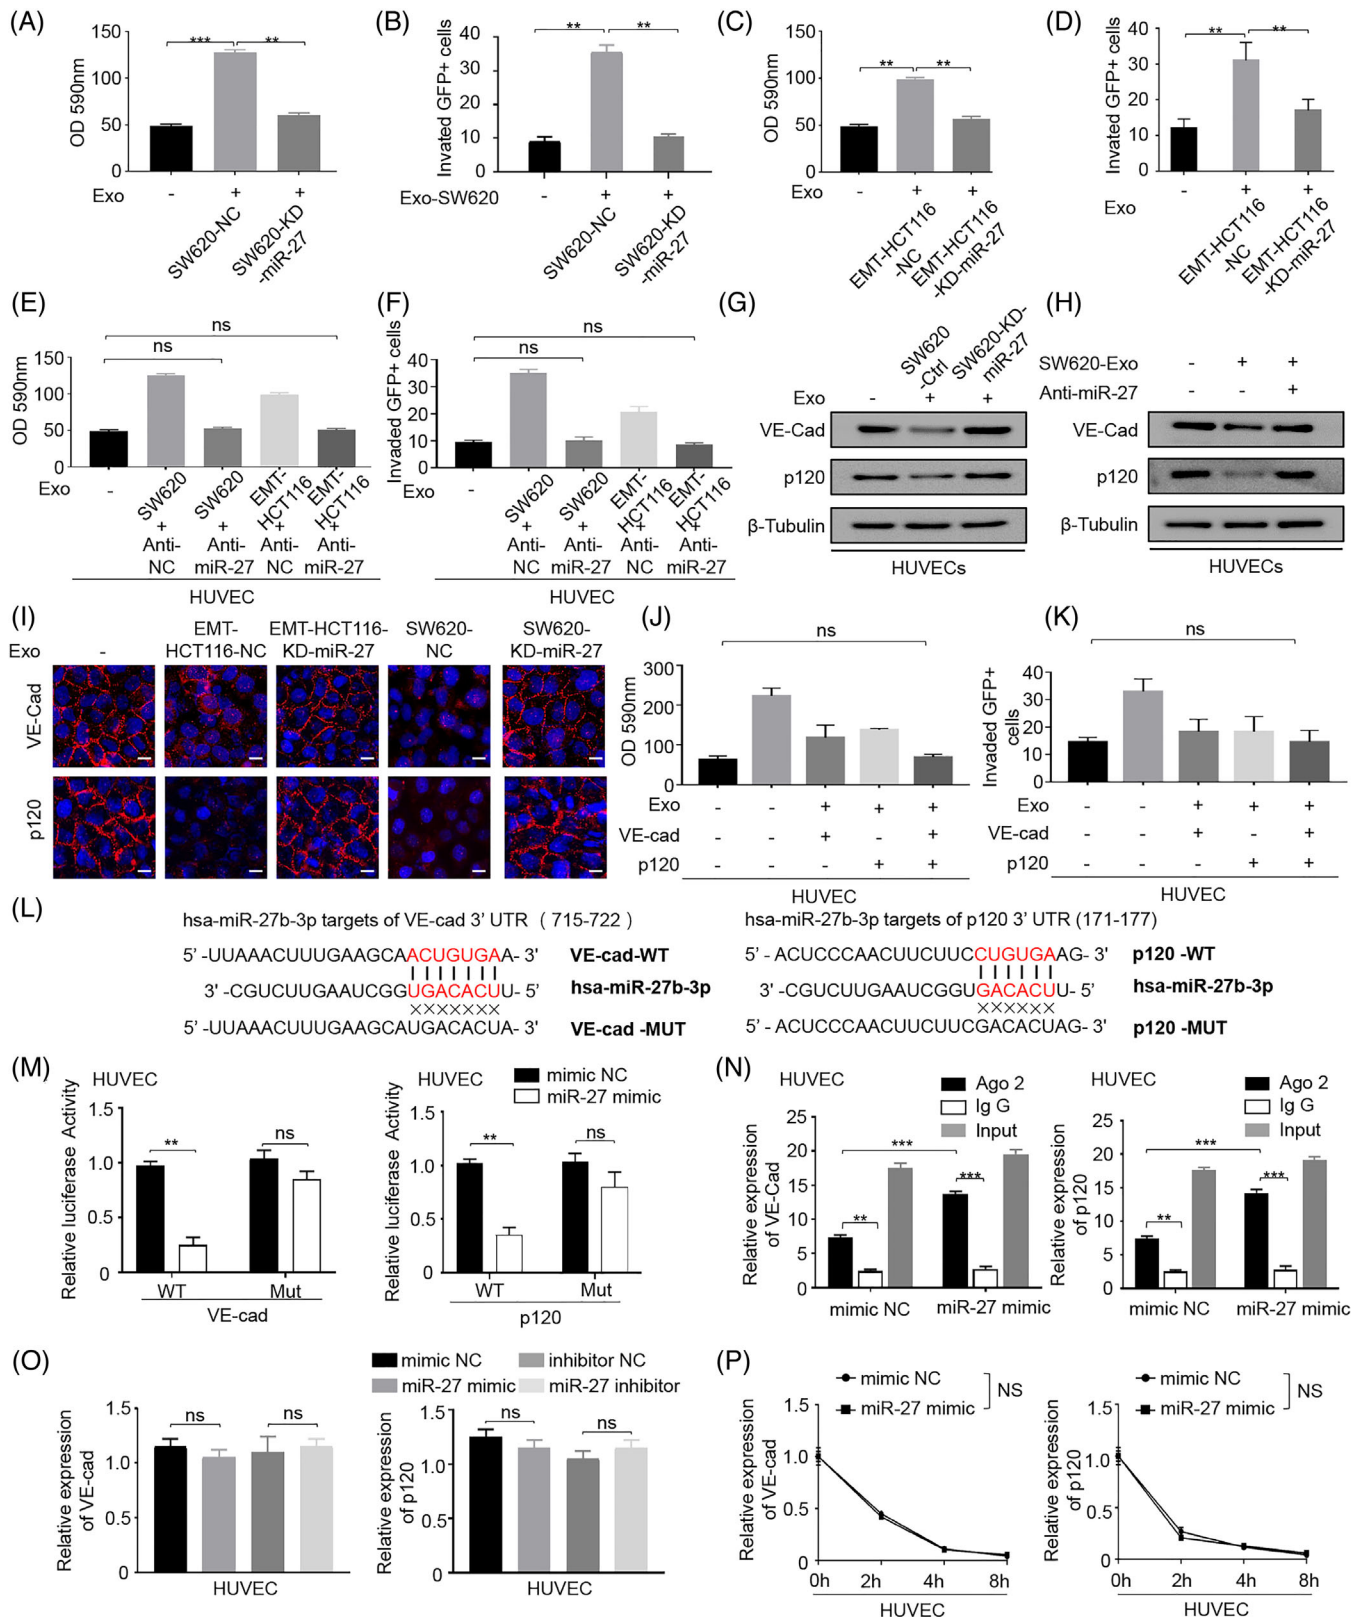 (A)
150
100
50
0
OD 590nm
*** **
Exo - + +
SW620-NC
SW620-KD
-miR-27
(B)
40
30
20
10
0
Invated GFP+ cells
** **
Exo-SW620 - + +
SW620-NC
SW620-KD
-miR-27
(C)
150
100
50
0
OD 590nm
** **
Exo - + +
EMT-HCT116
-NC
EMT-HCT116
-KD-miR-27
(D)
40
30
20
10
0
Invated GFP+ cells
** **
Exo - + +
EMT-HCT116
-NC
EMT-HCT116
-KD-miR-27
(E)
ns
ns
150
100
50
0
OD 590nm
Exo -
SW620
+
Anti-
NC
SW620
+
Anti-
miR-27
EMT-
HCT116
+
Anti-
NC
EMT-
HCT116
+
Anti-
miR-27
HUVEC
(F)
ns
ns
40
30
20
10
0
Invaded GFP+ cells
Exo -
SW620
+
Anti-
NC
SW620
+
Anti-
miR-27
EMT-
HCT116
+
Anti-
NC
EMT-
HCT116
+
Anti-
miR-27
HUVEC
(G)
SW620
-Ctrl
SW620-KD-
miR-27
Exo - + +
VE-Cad
p120
β-Tubulin
HUVECs
(H)
SW620-Exo - + +
Anti-miR-27 - - +
VE-Cad
p120
β-Tubulin
HUVECs
(I)
Exo -
EMT-
HCT116-NC
EMT-HCT116-
KD-miR-27
SW620-
NC
SW620-
KD-miR-27
VE-Cad
p120
(J)
ns
300
200
100
0
OD 590nm
Exo - - + + +
VE-cad - - + - +
p120 - - - + +
HUVEC
(K)
ns
40
30
20
10
0
Invaded GFP+
cells
Exo - - + + +
VE-cad - - + - +
p120 - - - + +
HUVEC
(L)
hsa-miR-27b-3p targets of VE-cad 3' UTR ( 715-722 )
5' -UUAAACUUUGAAGCAACUGUGAA- 3' VE-cad-WT
3' -CGUCUUGAAUCGGUGACACUU- 5' hsa-miR-27b-3p
5' -UUAAACUUUGAAGCAUGACACUA- 3' VE-cad -MUT
hsa-miR-27b-3p targets of p120 3' UTR (171-177)
5' - ACUCCCAACUUCUUCCUGUGAAG- 3' p120 -WT
3' -CGUCUUGAAUCGGUGACACUU- 5' hsa-miR-27b-3p
5' - ACUCCCAACUUCUUCGACACUAG- 3' p120 -MUT
(M)
HUVEC
1.5
1.0
0.5
0
Relative luciferase Activity
** ns
WT Mut
VE-cad
HUVEC
mimic NC
miR-27 mimic
1.5
1.0
0.5
0
Relative luciferase Activity
** ns
WT Mut
p120
(N)
HUVEC
Ago 2
Ig G
Input
25
20
15
10
5
0
Relative expression
of VE-Cad
***
** ***
mimic NC miR-27 mimic
HUVEC
Ago 2
Ig G
Input
25
20
15
10
5
0
Relative expression
of p120
***
** ***
mimic NC miR-27 mimic
(O)
mimic NC inhibitor NC
miR-27 mimic miR-27 inhibitor
1.5
1.0
0.5
0
Relative expression
of VE-cad
ns ns
HUVEC
1.5
1.0
0.5
0
Relative expression
of p120
ns ns
HUVEC
(P)
mimic NC
miR-27 mimic
NS
1.5
1.0
0.5
0
Relative expression
of VE-cad
0h 2h 4h 8h
HUVEC
mimic NC
miR-27 mimic
NS
1.5
1.0
0.5
0
Relative expression
of p120
0h 2h 4h 8h
HUVEC